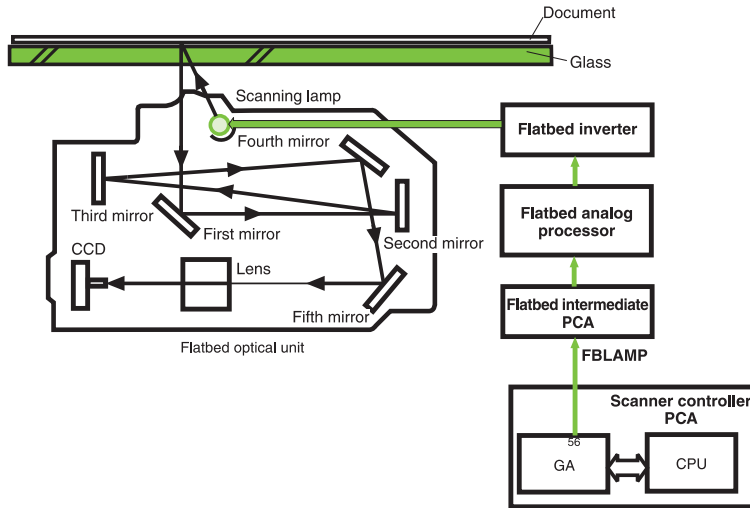 Document
Glass
Scanning lamp
Fourth mirror
Flatbed inverter
Third mirror
First mirror
Second mirror
Flatbed analog
processor
CCD
Lens
Fifth mirror
Flatbed intermediate
PCA
Flatbed optical unit
FBLAMP
Scanner controller
PCA
56
GA
CPU